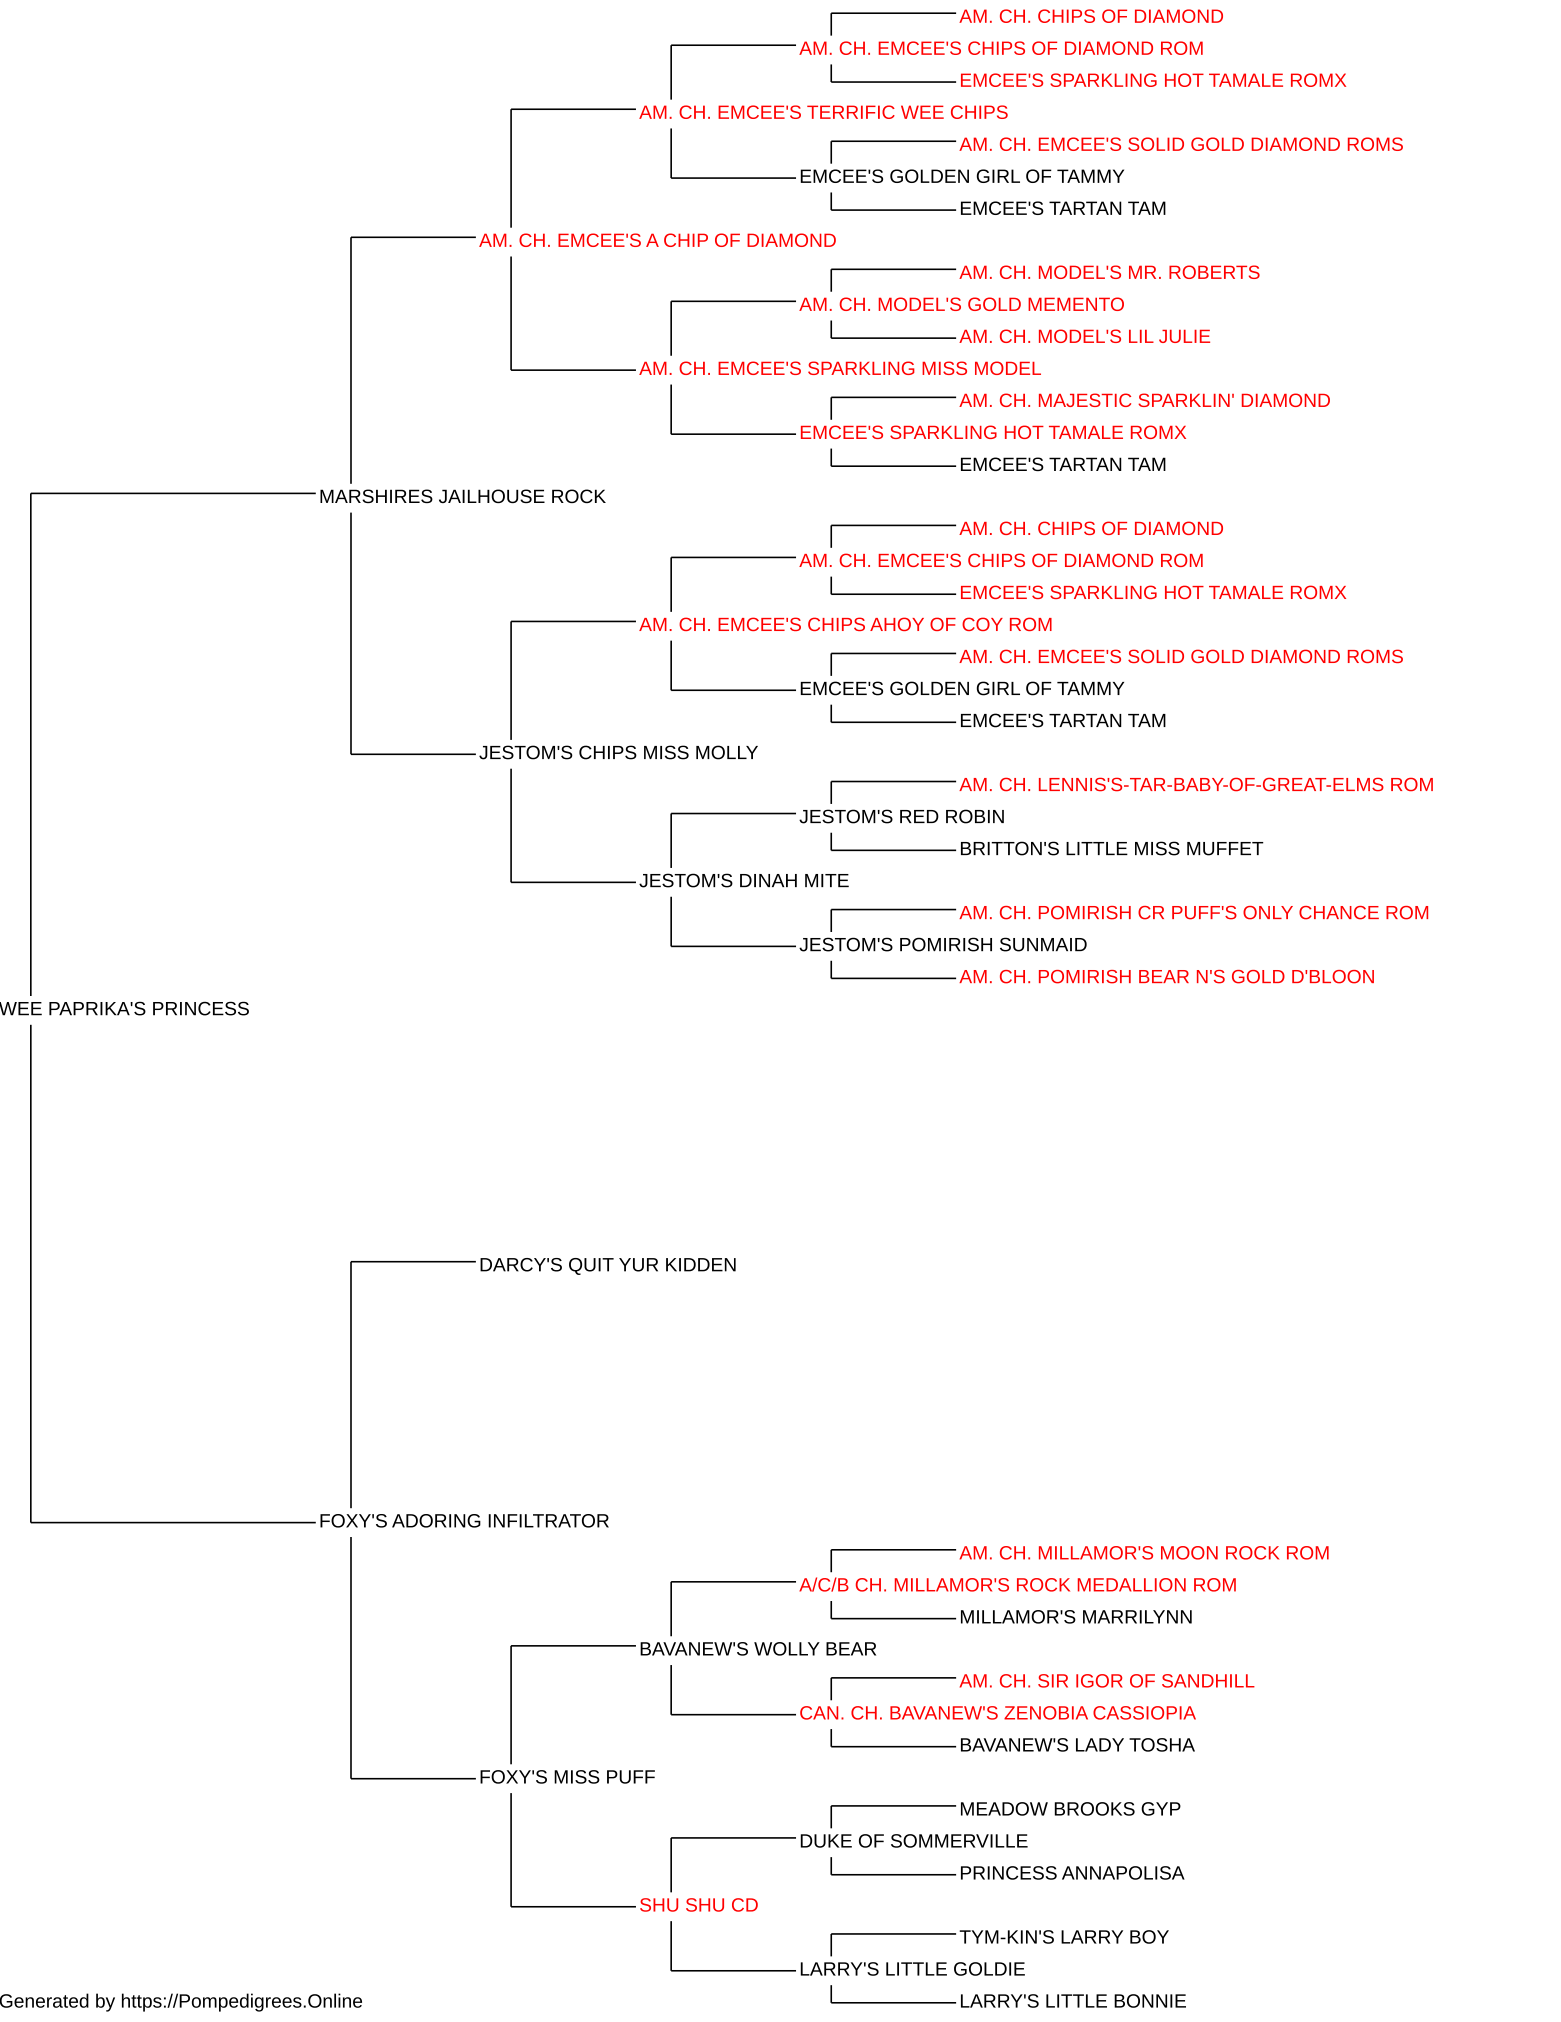 AM. CH. CHIPS OF DIAMOND
AM. CH. EMCEE'S CHIPS OF DIAMOND ROM
EMCEE'S SPARKLING HOT TAMALE ROMX
AM. CH. EMCEE'S TERRIFIC WEE CHIPS
AM. CH. EMCEE'S SOLID GOLD DIAMOND ROMS
EMCEE'S GOLDEN GIRL OF TAMMY
EMCEE'S TARTAN TAM
AM. CH. EMCEE'S A CHIP OF DIAMOND
AM. CH. MODEL'S MR. ROBERTS
AM. CH. MODEL'S GOLD MEMENTO
AM. CH. MODEL'S LIL JULIE
AM. CH. EMCEE'S SPARKLING MISS MODEL
AM. CH. MAJESTIC SPARKLIN' DIAMOND
EMCEE'S SPARKLING HOT TAMALE ROMX
EMCEE'S TARTAN TAM
MARSHIRES JAILHOUSE ROCK
AM. CH. CHIPS OF DIAMOND
AM. CH. EMCEE'S CHIPS OF DIAMOND ROM
EMCEE'S SPARKLING HOT TAMALE ROMX
AM. CH. EMCEE'S CHIPS AHOY OF COY ROM
AM. CH. EMCEE'S SOLID GOLD DIAMOND ROMS
EMCEE'S GOLDEN GIRL OF TAMMY
EMCEE'S TARTAN TAM
JESTOM'S CHIPS MISS MOLLY
AM. CH. LENNIS'S-TAR-BABY-OF-GREAT-ELMS ROM
JESTOM'S RED ROBIN
BRITTON'S LITTLE MISS MUFFET
JESTOM'S DINAH MITE
AM. CH. POMIRISH CR PUFF'S ONLY CHANCE ROM
JESTOM'S POMIRISH SUNMAID
AM. CH. POMIRISH BEAR N'S GOLD D'BLOON
WEE PAPRIKA'S PRINCESS
DARCY'S QUIT YUR KIDDEN
FOXY'S ADORING INFILTRATOR
AM. CH. MILLAMOR'S MOON ROCK ROM
A/C/B CH. MILLAMOR'S ROCK MEDALLION ROM
MILLAMOR'S MARRILYNN
BAVANEW'S WOLLY BEAR
AM. CH. SIR IGOR OF SANDHILL
CAN. CH. BAVANEW'S ZENOBIA CASSIOPIA
BAVANEW'S LADY TOSHA
FOXY'S MISS PUFF
MEADOW BROOKS GYP
DUKE OF SOMMERVILLE
PRINCESS ANNAPOLISA
SHU SHU CD
TYM-KIN'S LARRY BOY
LARRY'S LITTLE GOLDIE
LARRY'S LITTLE BONNIE
Generated by https://Pompedigrees.Online